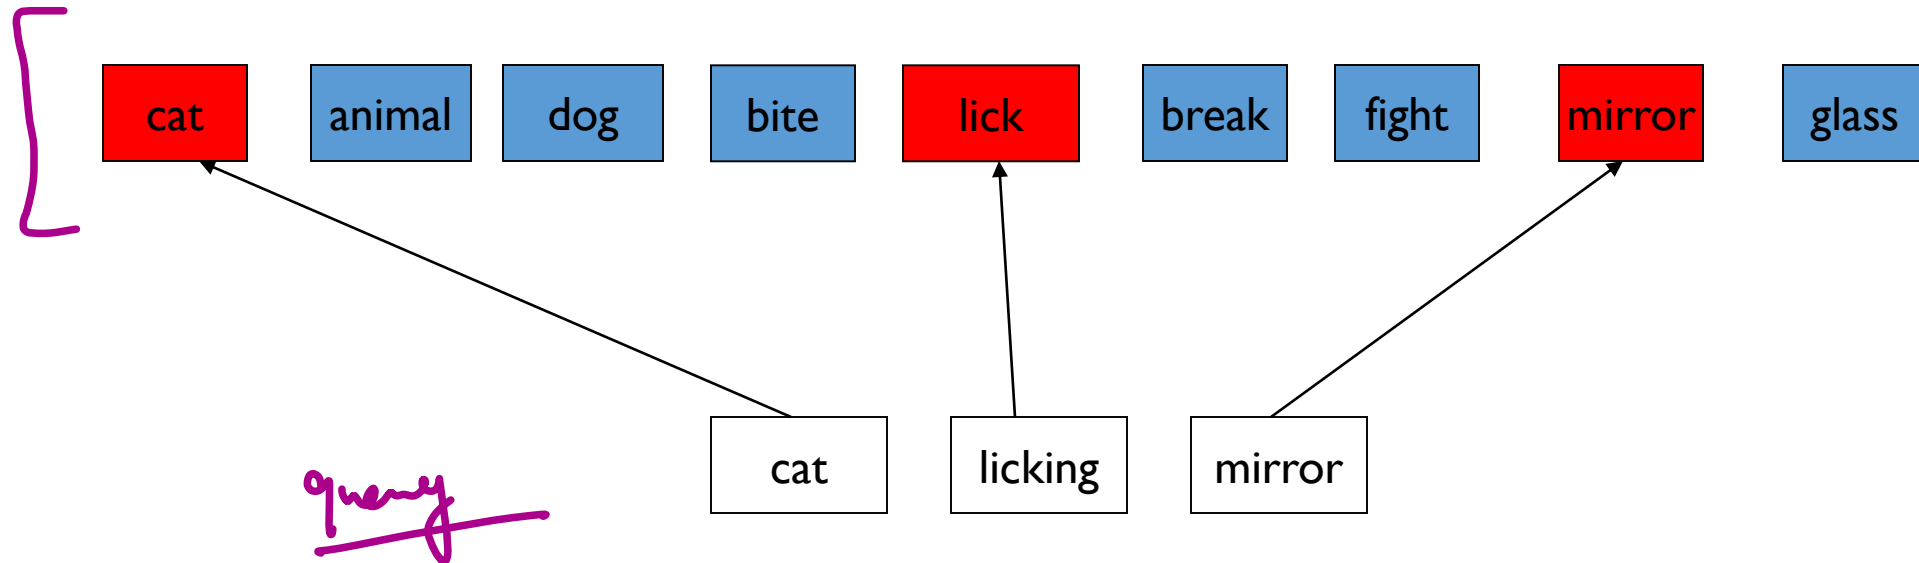 cat animal dog bite lick break fight mirror glass
cat licking mirror
query